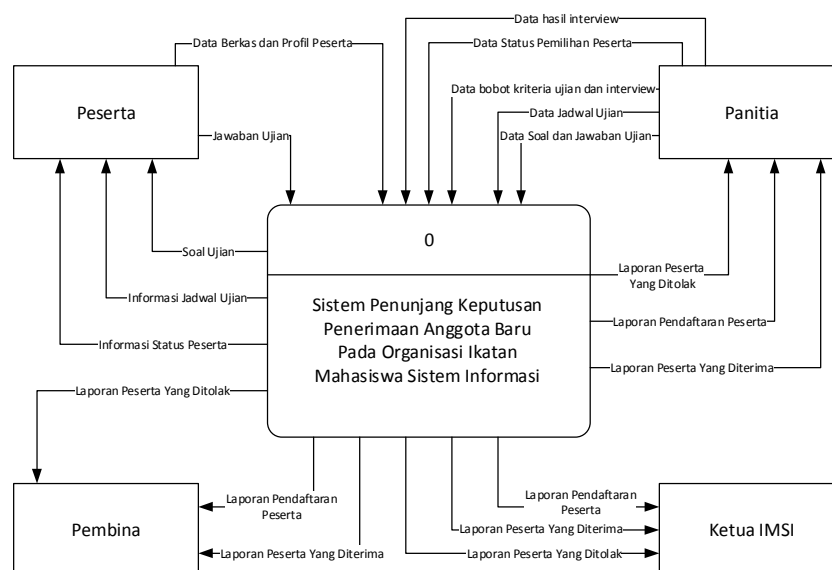 Data hasil interview
Data Berkas dan Profil Peserta
Data Status Pemilihan Peserta
Peserta
Data bobot kriteria ujian dan interview
Panitia
Data Jadwal Ujian
Jawaban Ujian
Data Soal dan Jawaban Ujian
0
Soal Ujian
Laporan Peserta
Yang Ditolak
Informasi Jadwal Ujian
Sistem Penunjang Keputusan
Penerimaan Anggota Baru
Pada Organisasi Ikatan
Mahasiswa Sistem Informasi
Laporan Pendaftaran Peserta
Informasi Status Peserta
Laporan Peserta Yang Diterima
Laporan Peserta Yang Ditolak
Laporan Pendaftaran
Peserta
Laporan Pendaftaran
Peserta
Pembina
Laporan Peserta Yang Diterima
Ketua IMSI
Laporan Peserta Yang Diterima
Laporan Peserta Yang Ditolak